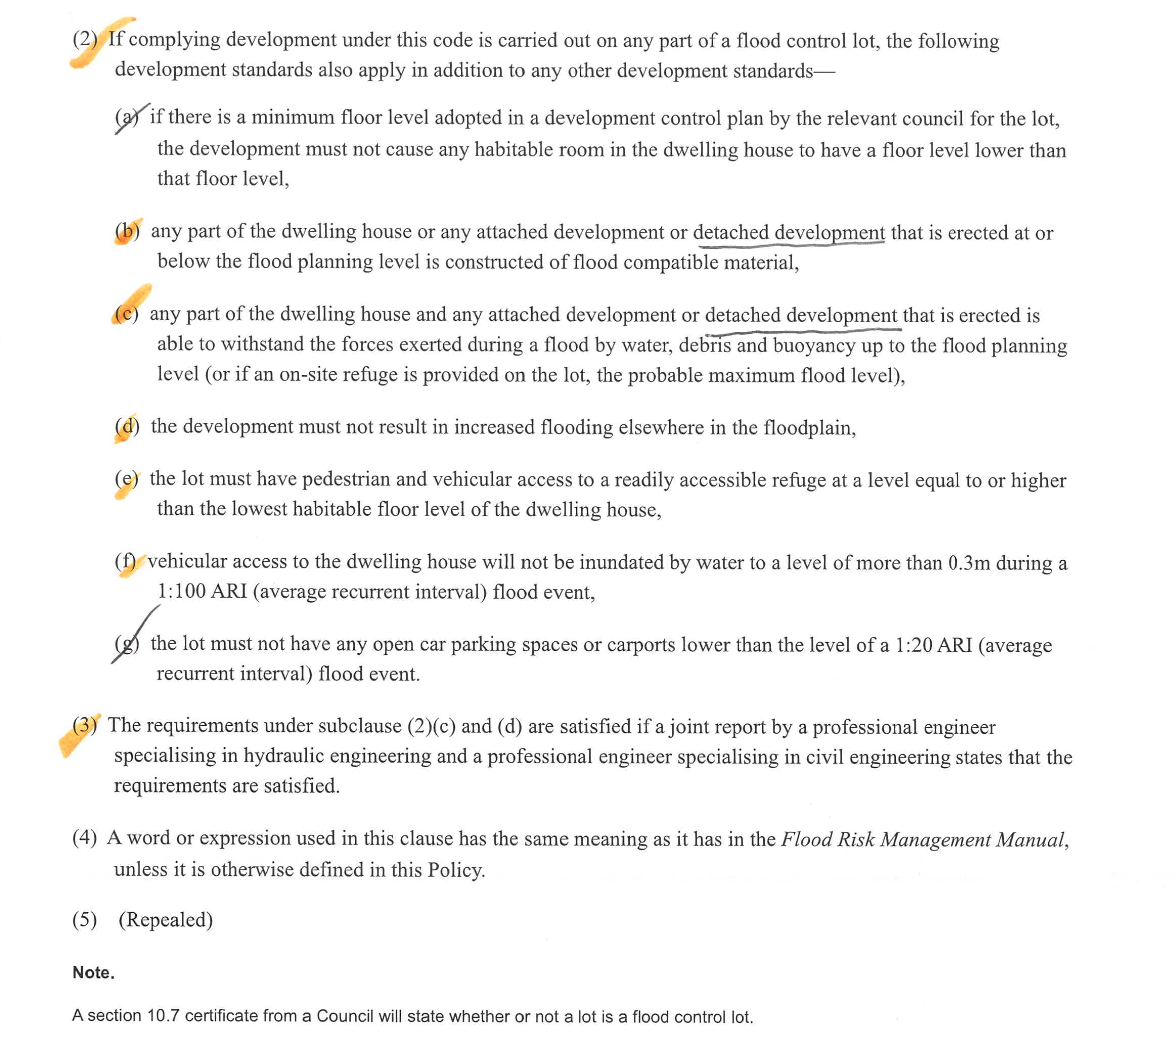 (2) If complying development under this code is carried out on any part of a flood control lot, the following
development standards also apply in addition to any other development standards—
(a) if there is a minimum floor level adopted in a development control plan by the relevant council for the lot,
the development must not cause any habitable room in the dwelling house to have a floor level lower than
that floor level,
(b) any part of the dwelling house or any attached development or detached development that is erected at or
below the flood planning level is constructed of flood compatible material,
(c) any part of the dwelling house and any attached development or detached development that is erected is
able to withstand the forces exerted during a flood by water, debris and buoyancy up to the flood planning
level (or if an on-site refuge is provided on the lot, the probable maximum flood level),
(d) the development must not result in increased flooding elsewhere in the floodplain,
(e) the lot must have pedestrian and vehicular access to a readily accessible refuge at a level equal to or higher
than the lowest habitable floor level of the dwelling house,
(f) vehicular access to the dwelling house will not be inundated by water to a level of more than 0.3m during a
1:100 ARI (average recurrent interval) flood event,
(g) the lot must not have any open car parking spaces or carports lower than the level of a 1:20 ARI (average
recurrent interval) flood event.
(3) The requirements under subclause (2)(c) and (d) are satisfied if a joint report by a professional engineer
specialising in hydraulic engineering and a professional engineer specialising in civil engineering states that the
requirements are satisfied.
(4) A word or expression used in this clause has the same meaning as it has in the Flood Risk Management Manual,
unless it is otherwise defined in this Policy.
(5) (Repealed)
Note.
A section 10.7 certificate from a Council will state whether or not a lot is a flood control lot.